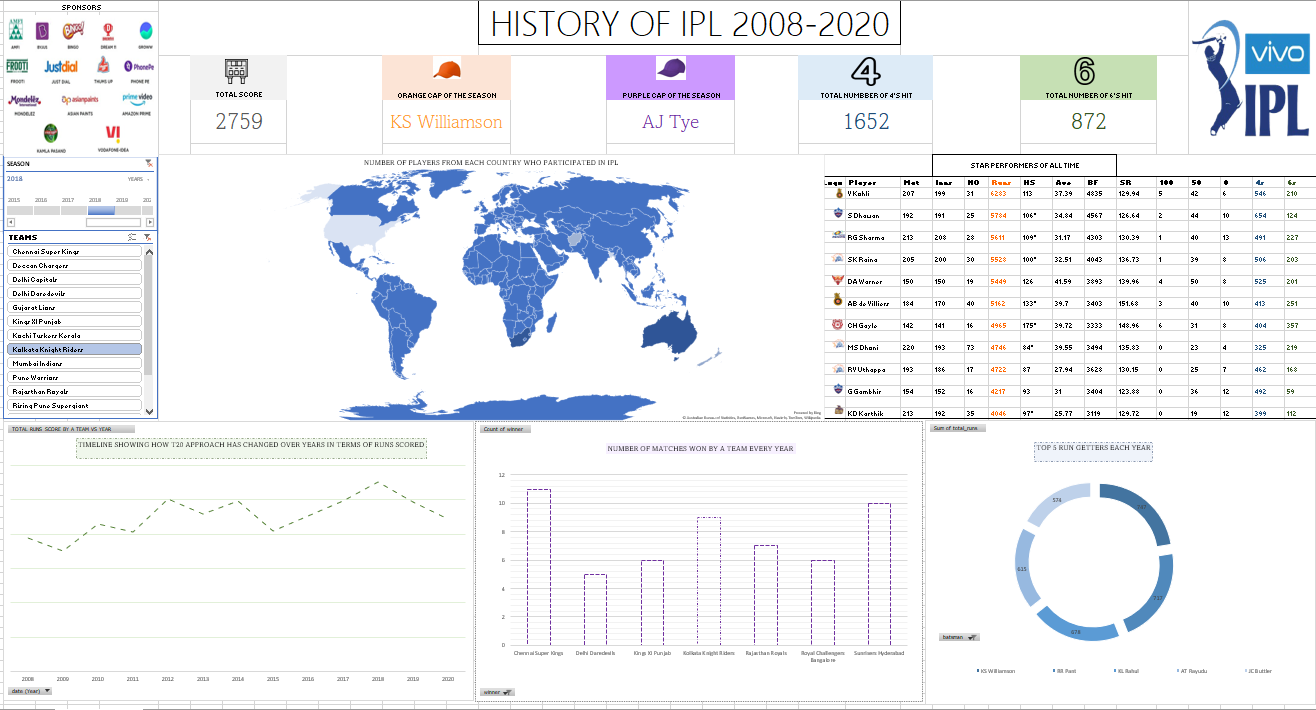 SPONSORS
HISTORY OF IPL 2008-2020
AMFI BYJUS BINGO DREAM 11 GROWW
FROOTI Justdial PhonePe
FROOTI JUST DIAL THUMS UP PHONE PE
Mondelēz asianpaints prime video
MONDELEZ ASIAN PAINTS AMAZON PRIME
KAMLA PASAND VODAFONE-IDEA
TOTAL SCORE
2759
ORANGE CAP OF THE SEASON
KS Williamson
PURPLE CAP OF THE SEASON
AJ Tye
4
TOTAL NUMBBER OF 4'S HIT
1652
6
TOTAL NUMBER OF 6'S HIT
872
vivo
IPL
SEASON
2018 YEARS
2015 2016 2017 2018 2019 202
TEAMS
Chennai Super Kings
Deccan Chargers
Delhi Capitals
Delhi Daredevils
Gujarat Lions
Kings XI Punjab
Kochi Tuskers Kerala
Kolkata Knight Riders
Mumbai Indians
Pune Warriors
Rajasthan Royals
Rising Pune Supergiant
NUMBER OF PLAYERS FROM EACH COUNTRY WHO PARTICIPATED IN IPL
Powered by Bing
STAR PERFORMERS OF ALL TIME
Logo Player Mat Inns NO Runs HS Ave BF SR 100 50 0 4s 6s
V Kohli 207 199 31 6283 113 37.39 4835 129.94 5 42 6 546 210
S Dhawan 192 191 25 5784 106* 34.84 4567 126.64 2 44 10 654 124
RG Sharma 213 208 28 5611 109* 31.17 4303 130.39 1 40 13 491 227
SK Raina 205 200 30 5528 100* 32.51 4043 136.73 1 39 8 506 203
DA Warner 150 150 19 5449 126 41.59 3893 139.96 4 50 8 525 201
AB de Villiers 184 170 40 5162 133* 39.7 3403 151.68 3 40 10 413 251
CH Gayle 142 141 16 4965 175* 39.72 3333 148.96 6 31 8 404 357
MS Dhoni 220 193 73 4746 84* 39.55 3494 135.83 0 23 4 325 219
RV Uthappa 193 186 17 4722 87 27.94 3628 130.15 0 25 7 462 168
G Gambhir 154 152 16 4217 93 31 3404 123.88 0 36 12 492 59
KD Karthik 213 192 35 4046 97* 25.77 3119 129.72 0 19 12 399 112
TOTAL RUNS SCORE BY A TEAM VS YEAR
TIMELINE SHOWING HOW T20 APPROACH HAS CHANGED OVER YEARS IN TERMS OF RUNS SCORED
2008 2009 2010 2011 2012 2013 2014 2015 2016 2017 2018 2019 2020
date (Year)
Count of winner
NUMBER OF MATCHES WON BY A TEAM EVERY YEAR
12
10
8
6
4
2
0
Chennai Super Kings Delhi Daredevils Kings XI Punjab Kolkata Knight Riders Rajasthan Royals Royal Challengers Bangalore Sunrisers Hyderabad
winner
Sum of total_runs
TOP 5 RUN GETTERS EACH YEAR
574
747
625
737
678
batsman
KS Williamson RR Pant KL Rahul AT Rayudu JC Buttler